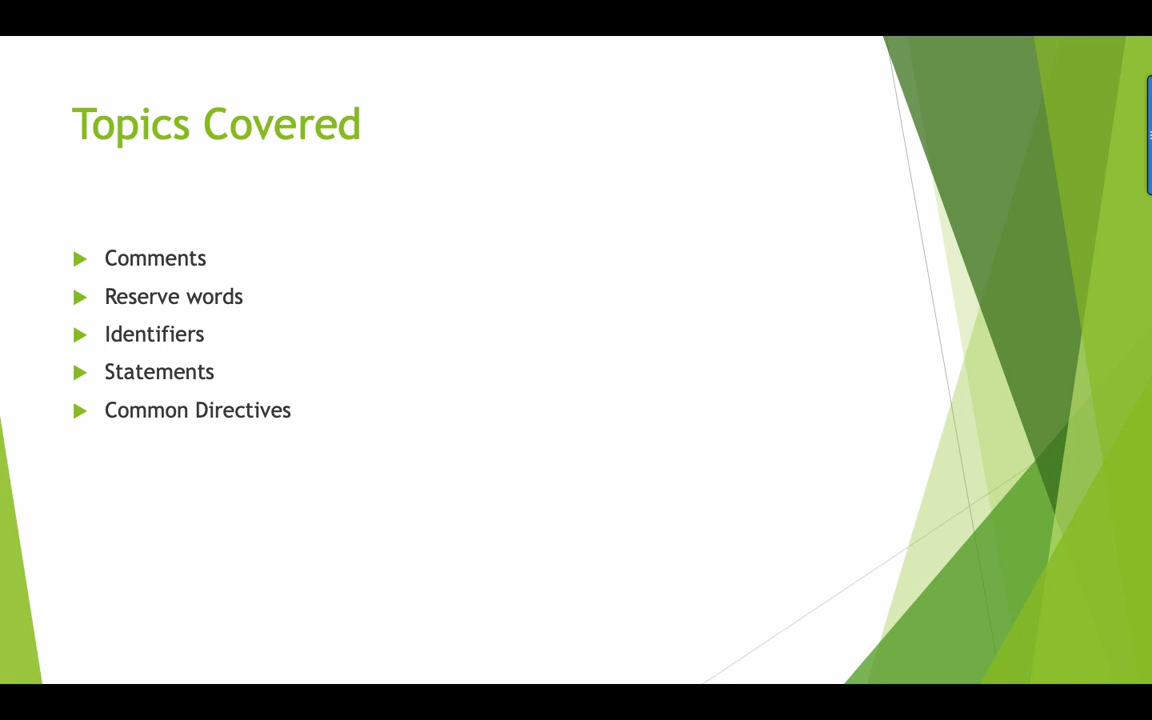 Topics Covered
Comments
Reserve words
Identifiers
Statements
Common Directives